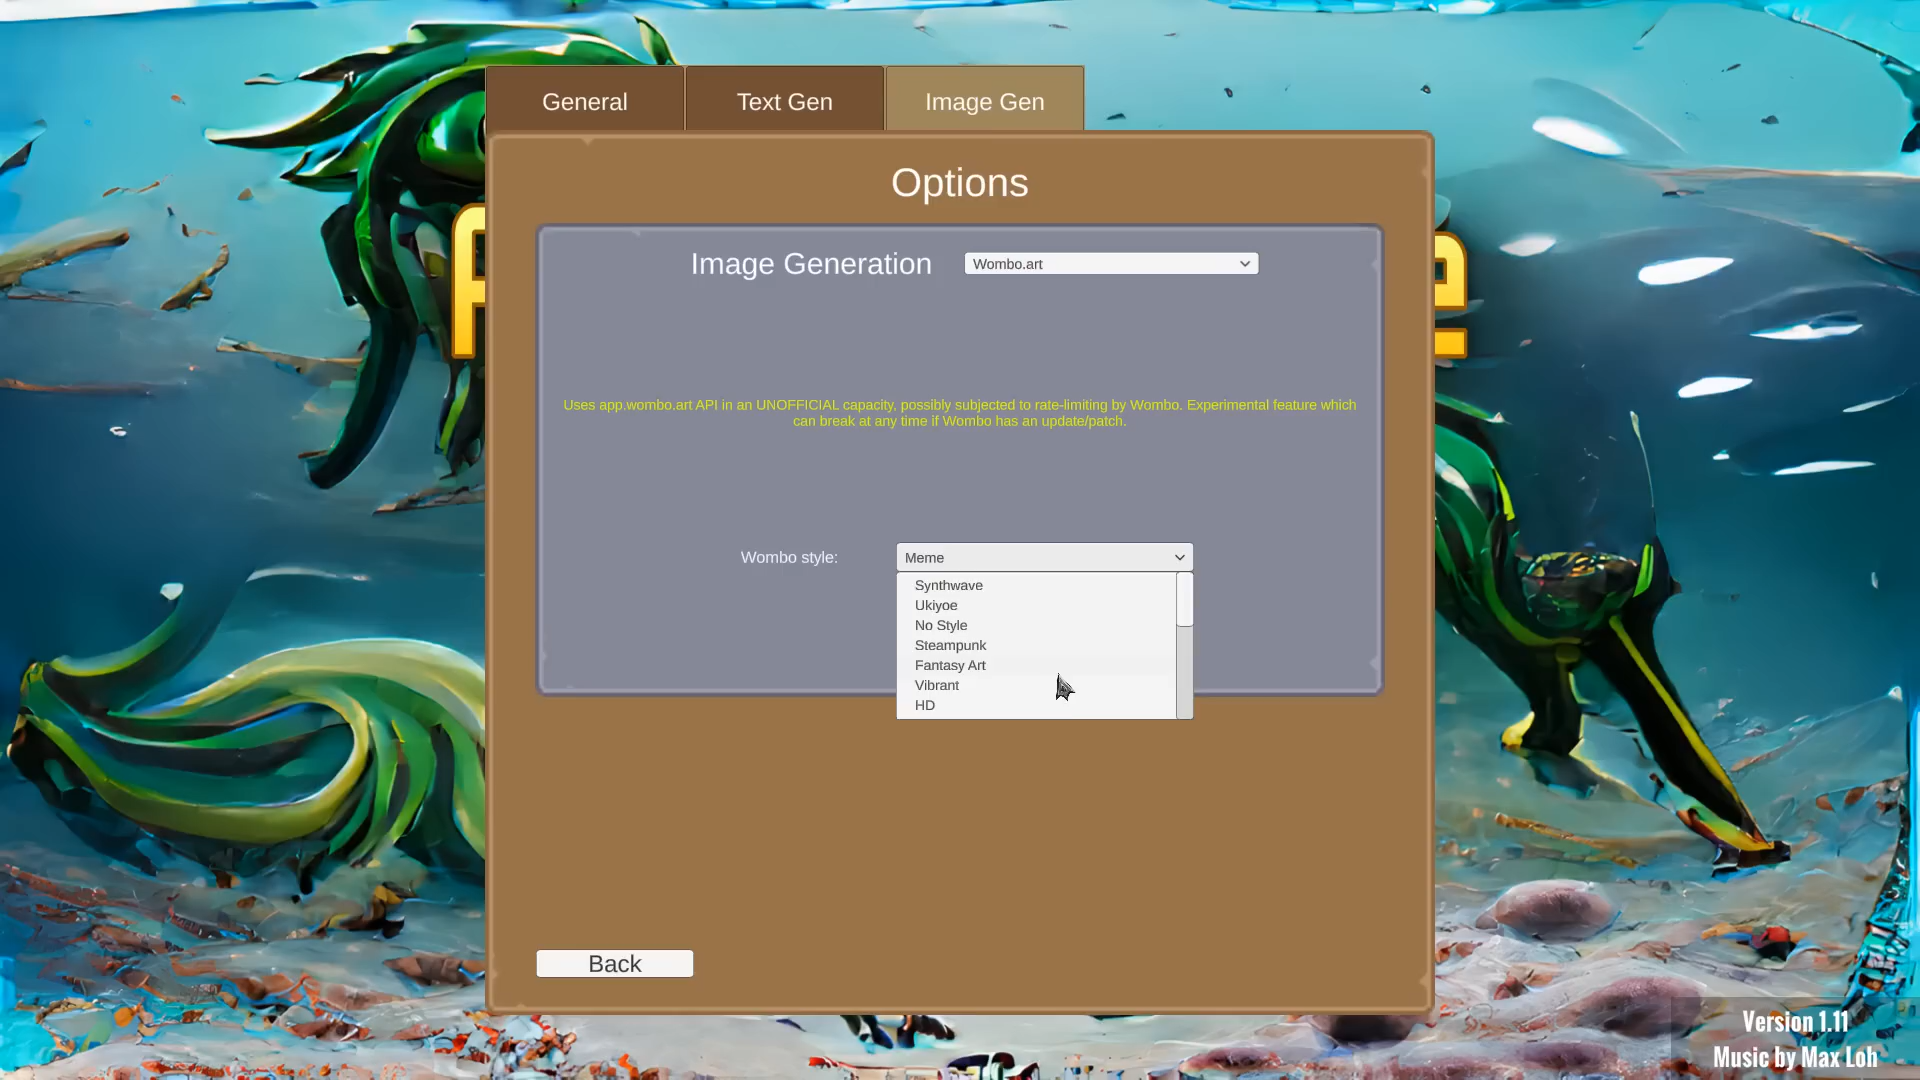 General
Text Gen
Image Gen
Options
Image Generation
Wombo.art
Uses app.wombo.art API in an UNOFFICIAL capacity, possibly subjected to rate-limiting by Wombo. Experimental feature which
can break at any time if Wombo has an update/patch.
Wombo style:
Meme
Synthwave
Ukiyoe
No Style
Steampunk
Fantasy Art
Vibrant
HD
Back
Version 1.11
Music by Max Loh